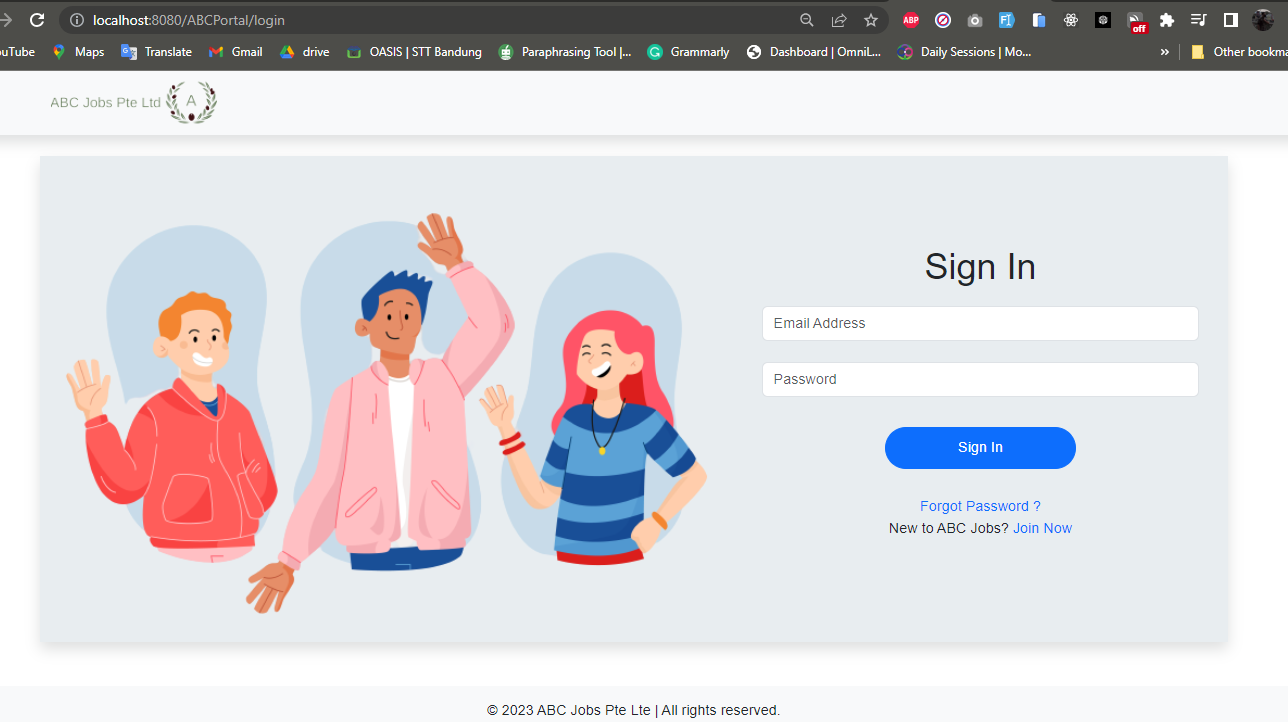 localhost:8080/ABCPortal/login
ABP
off
uTube Maps Translate Gmail drive OASIS | STT Bandung Paraphrasing Tool |... Grammarly Dashboard | OmniL... Daily Sessions | Mo... » Other bookma
ABC Jobs Pte Ltd A
Sign In
Email Address
Password
Sign In
Forgot Password ?
New to ABC Jobs? Join Now
© 2023 ABC Jobs Pte Lte | All rights reserved.